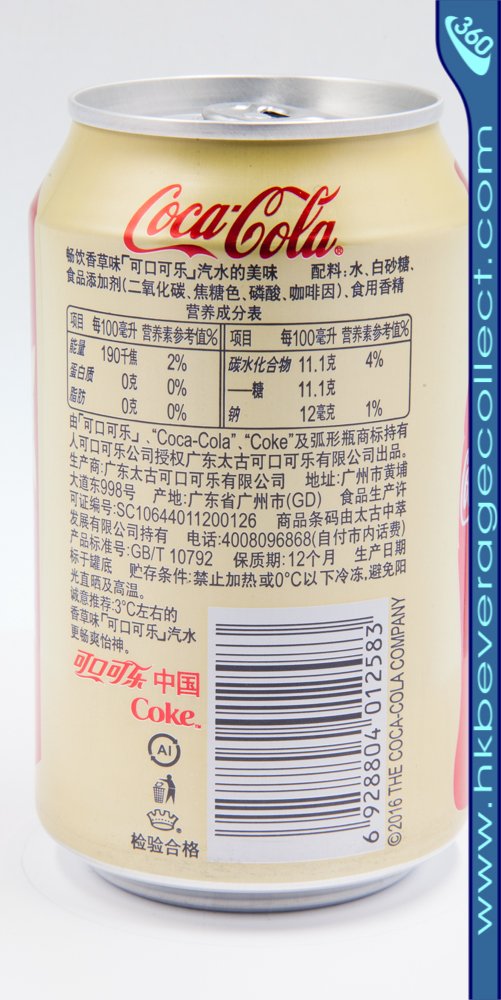 Coca-Cola®
畅饮香草味「可口可乐」汽水的美味 配料:水、白砂糖、
食品添加剂(二氧化碳、焦糖色、磷酸、咖啡因)、食用香精
营养成分表
项目 每100毫升 营养素参考值% 项目 每100毫升 营养素参考值%
能量 190千焦 2% 碳水化合物 11.1克 4%
蛋白质 0克 0% ——糖 11.1克
脂肪 0克 0% 钠 12毫克 1%
由「可口可乐」、"Coca-Cola"、"Coke"及弧形瓶商标持有
人可口可乐公司授权广东太古可口可乐有限公司出品。
生产商:广东太古可口可乐有限公司 地址:广州市黄埔
大道东998号 产地:广东省广州市(GD) 食品生产许
可证编号:SC10644011200126 商品条码由太古中萃
发展有限公司持有 电话:4008096868(自付市内话费)
产品标准号:GB/T 10792 保质期:12个月 生产日期
标于罐底 贮存条件:禁止加热或0°C以下冷冻,避免阳
光直晒及高温。
诚意推荐:3°C左右的
香草味「可口可乐」汽水
更畅爽怡神。
可口可乐 中国
Coke™
AI
检验合格
6 928804 012583
©2016 THE COCA-COLA COMPANY
360
www.hkbeveragecollect.com